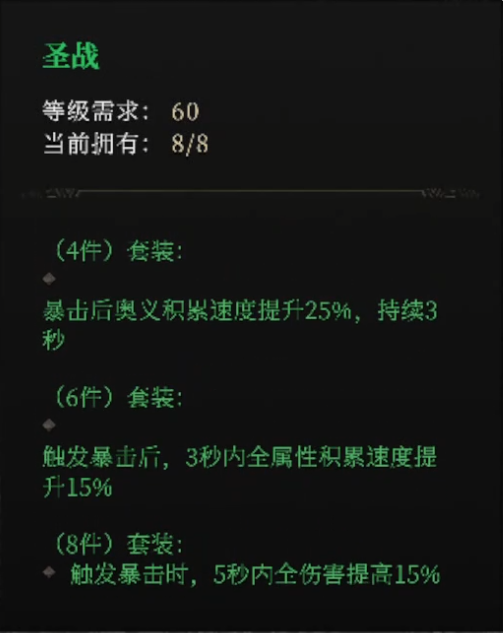 圣战
等级需求： 60
当前拥有： 8/8
（4件）套装:
暴击后奥义积累速度提升25%，持续3
秒
（6件）套装:
触发暴击后，3秒内全属性积累速度提
升15%
（8件）套装:
触发暴击时，5秒内全伤害提高15%